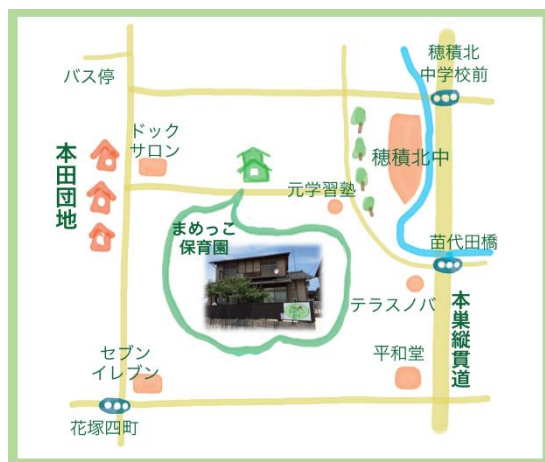 穂積北
中学校前
バス停
ドック
サロン
本田団地
穂積北中
元学習塾
まめっこ
保育園
苗代田橋
テラスノバ
本巣縦貫道
セブン
イレブン
平和堂
花塚四町